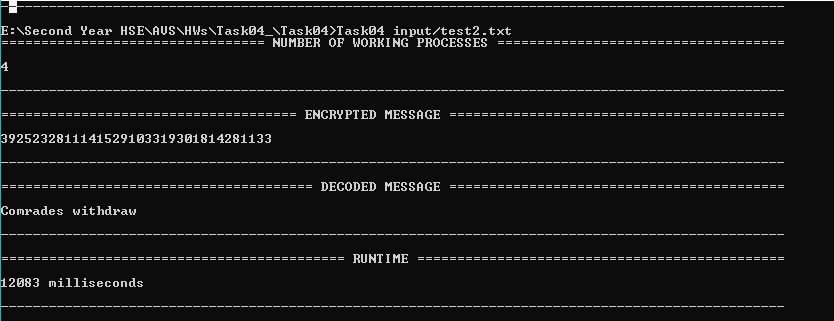 E:\Second Year HSE\AVS\HWs\Task04_\Task04>Task04 input/test2.txt
================================= NUMBER OF WORKING PROCESSES ====================================
4
--------------------------------------------------------------------------------------------------
===================================== ENCRYPTED MESSAGE ==========================================
3925232811141529103319301814281133
--------------------------------------------------------------------------------------------------
======================================= DECODED MESSAGE ==========================================
Comrades withdraw
--------------------------------------------------------------------------------------------------
=========================================== RUNTIME ==============================================
12083 milliseconds
--------------------------------------------------------------------------------------------------